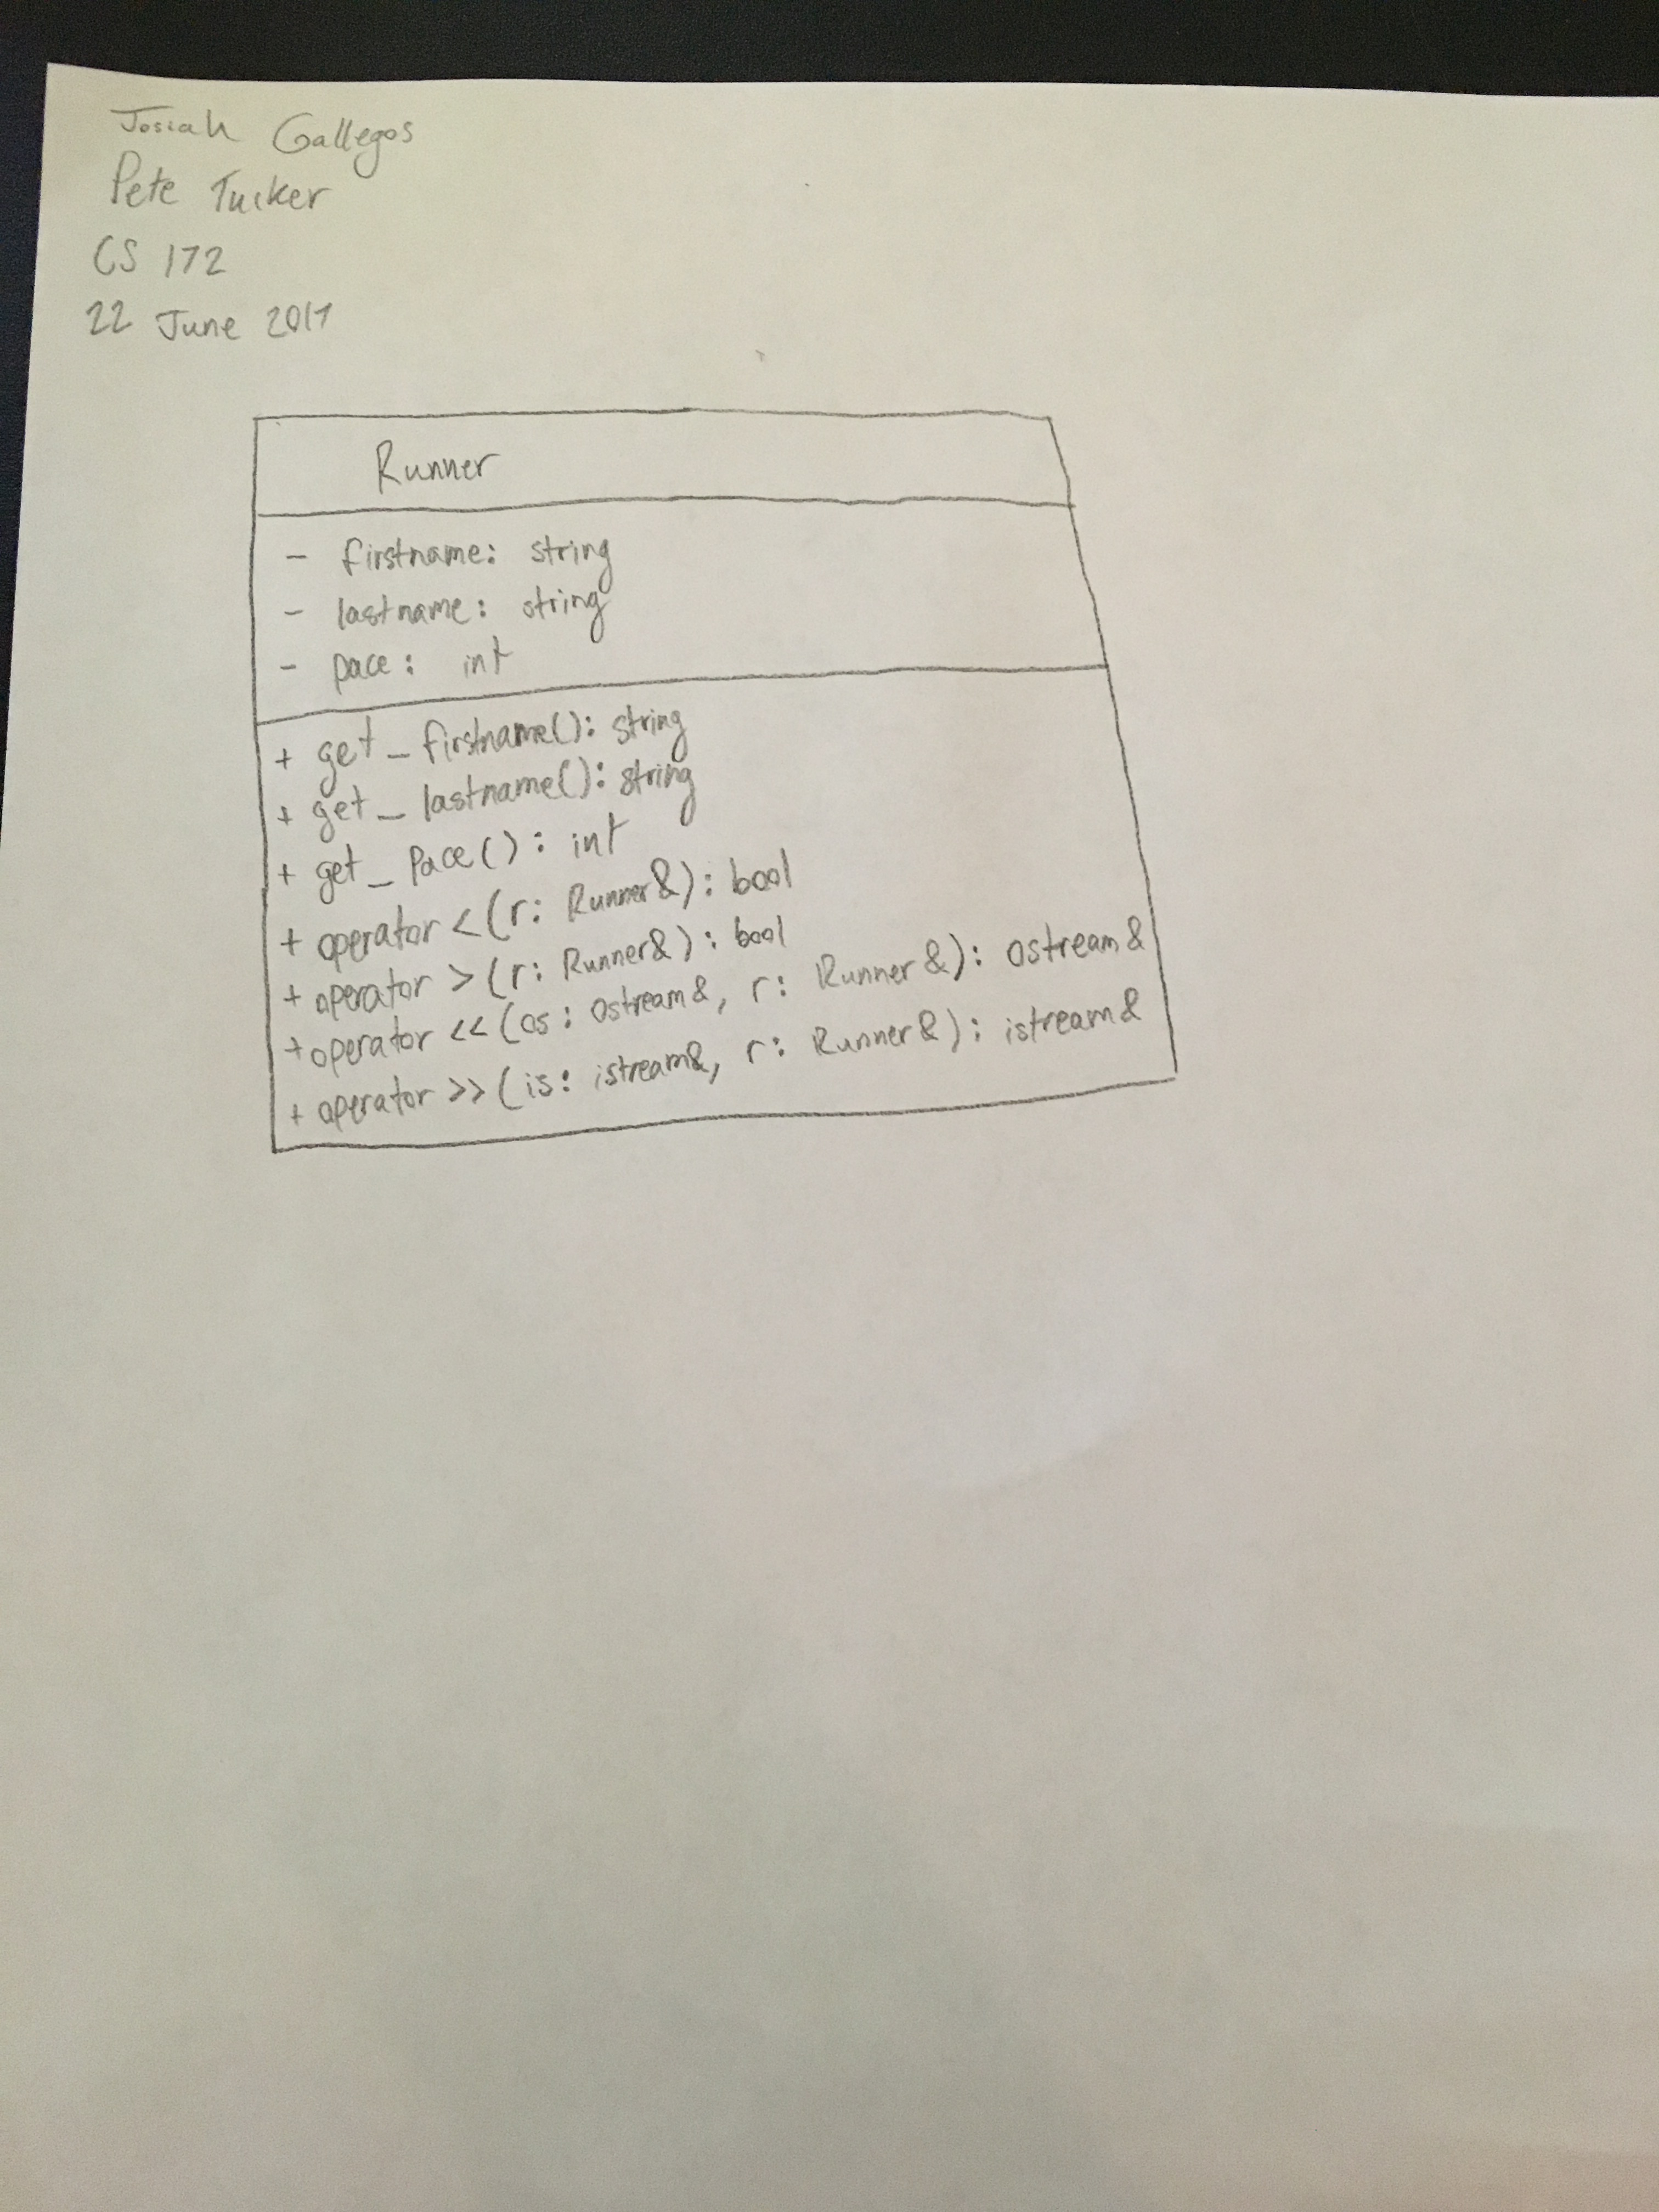 Josiah Gallegos
Pete Tucker
CS 172
22 June 2017
Runner
- firstname: string
- lastname: string
- pace: int
+ get_firstname(): string
+ get_lastname(): string
+ get_Pace(): int
+ operator <(r: Runner&): bool
+ operator >(r: Runner&): bool
+ operator <<(os: ostream&, r: Runner&): ostream&
+ operator >>(is: istream&, r: Runner&): istream&